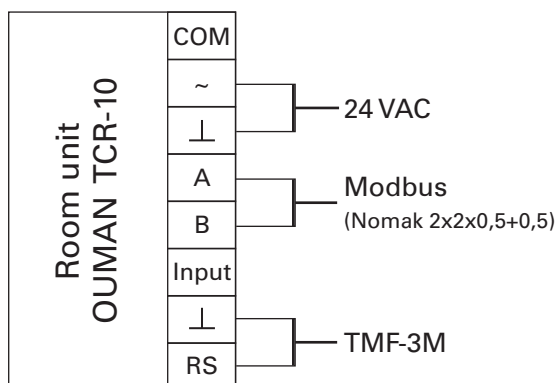 Room unit
OUMAN TCR-10
COM
~
⊥
A
B
Input
⊥
RS
24 VAC
Modbus
(Nomak 2x2x0,5+0,5)
TMF-3M